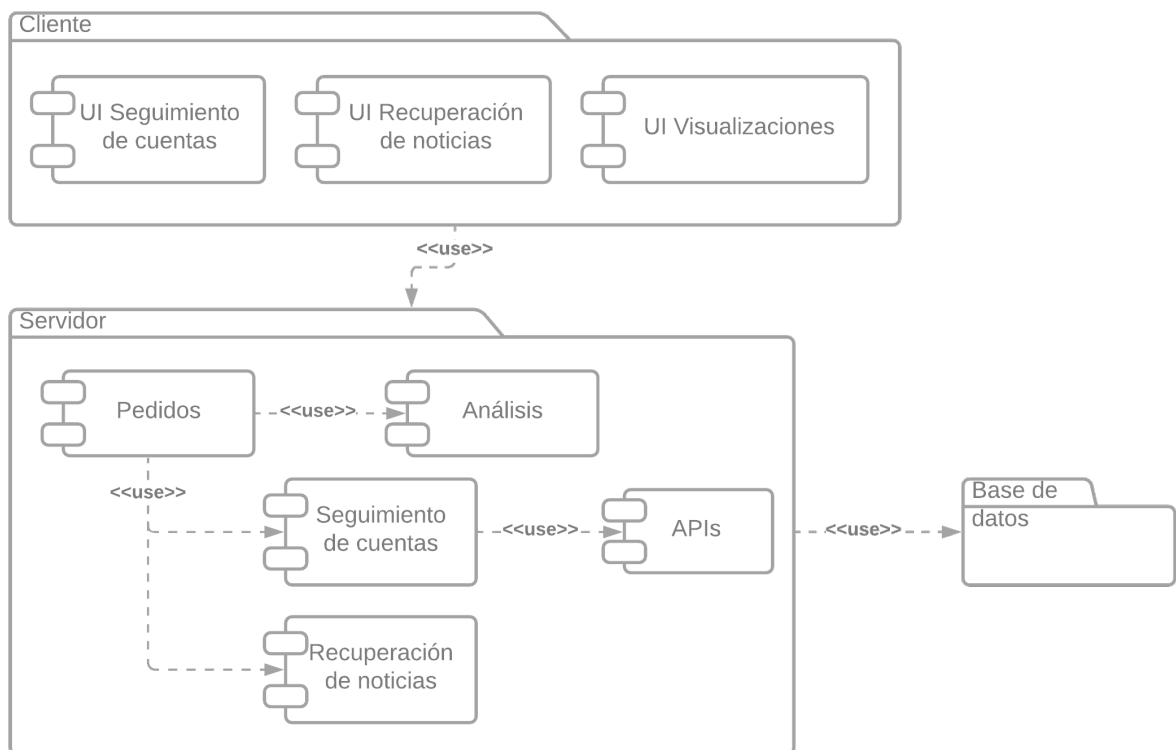 Cliente
UI Seguimiento
de cuentas
UI Recuperación
de noticias
UI Visualizaciones
<<use>>
Servidor
Pedidos
<<use>>
Análisis
<<use>>
Seguimiento
de cuentas
<<use>>
APIs
<<use>>
Base de
datos
Recuperación
de noticias